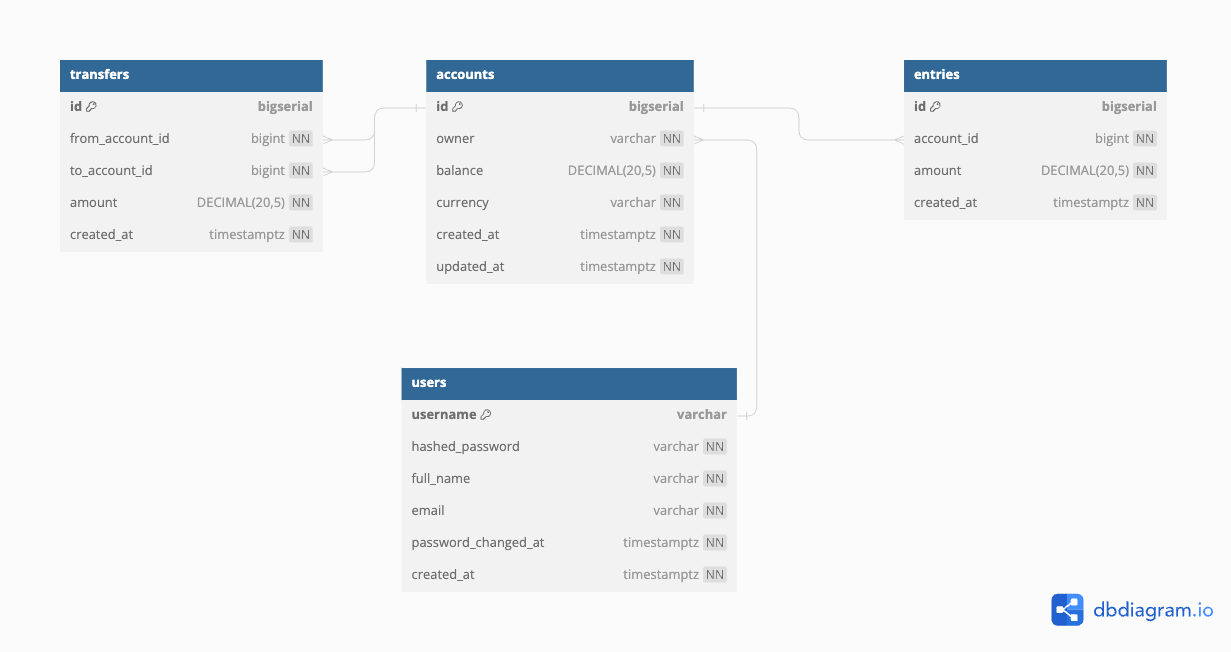 transfers
id bigserial
from_account_id bigint NN
to_account_id bigint NN
amount DECIMAL(20,5) NN
created_at timestamptz NN
accounts
id bigserial
owner varchar NN
balance DECIMAL(20,5) NN
currency varchar NN
created_at timestamptz NN
updated_at timestamptz NN
entries
id bigserial
account_id bigint NN
amount DECIMAL(20,5) NN
created_at timestamptz NN
users
username varchar
hashed_password varchar NN
full_name varchar NN
email varchar NN
password_changed_at timestamptz NN
created_at timestamptz NN
dbdiagram.io